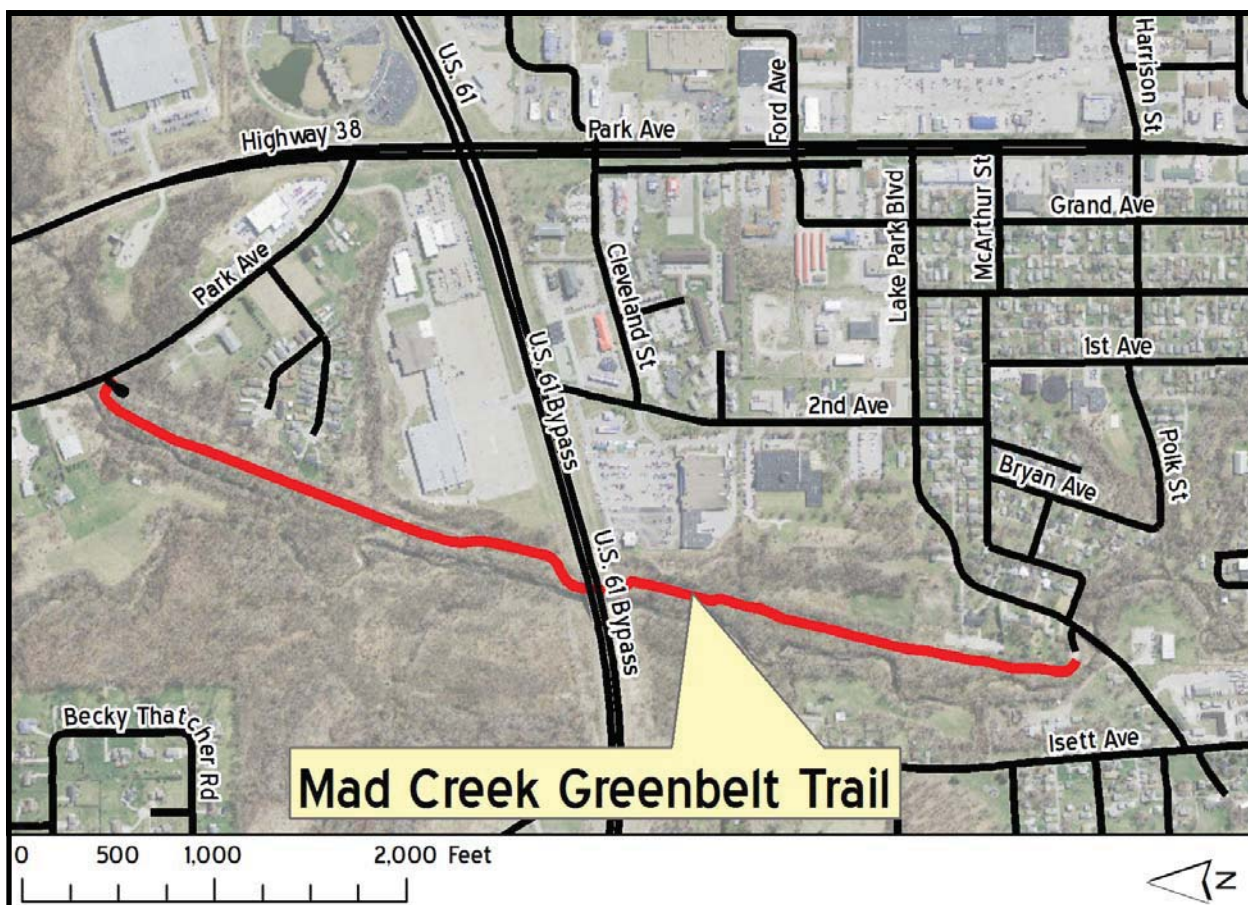 U.S. 61
Highway 38
Park Ave
Ford Ave
Harrison St
Park Ave
Cleveland St
Lake Park Blvd
McArthur St
Grand Ave
1st Ave
U.S. 61 Bypass
2nd Ave
Bryan Ave
Polk St
U.S. 61 Bypass
Becky Thatcher Rd
Isett Ave
Mad Creek Greenbelt Trail
0 500 1,000 2,000 Feet
N